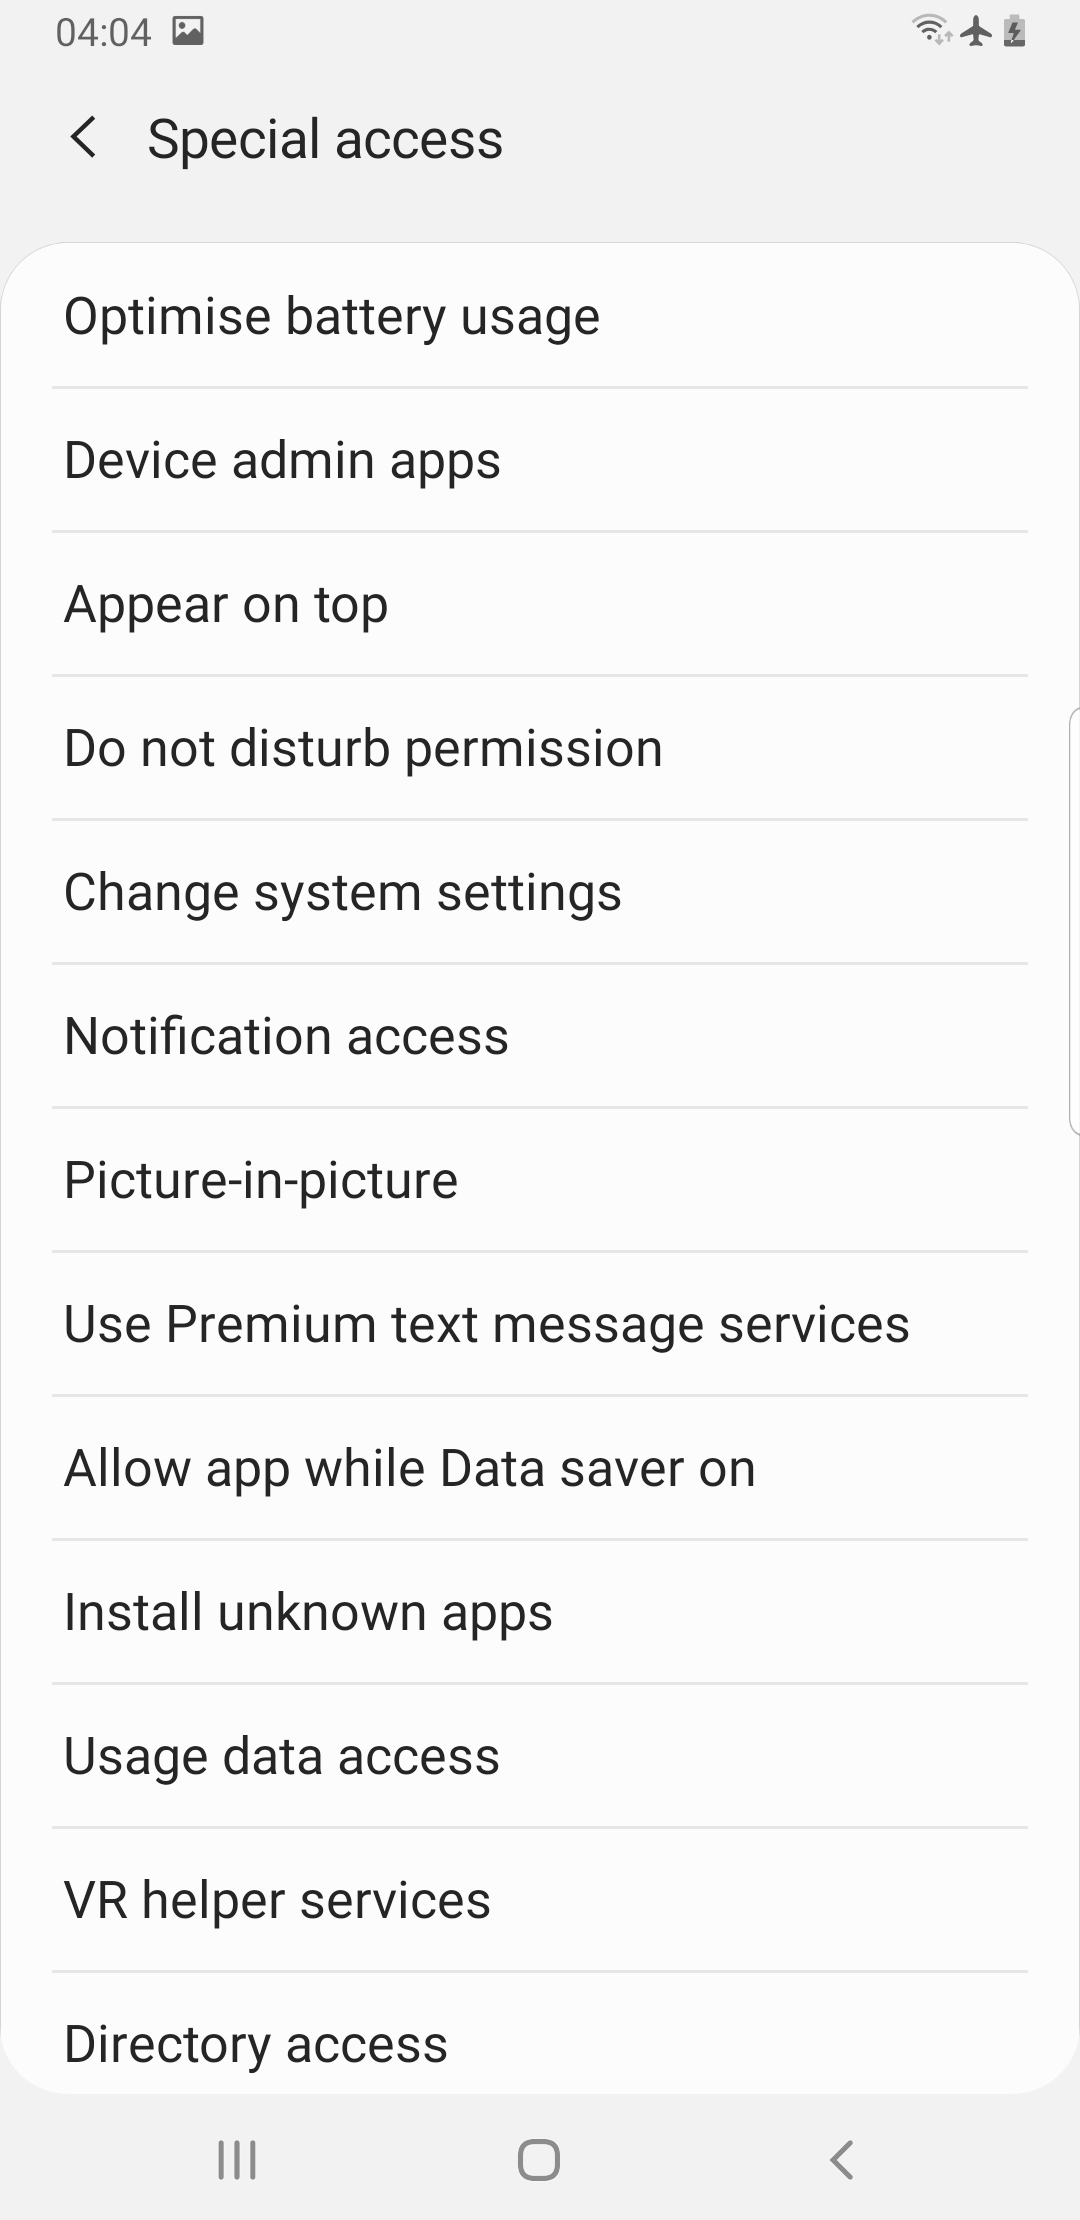 04:04
Special access
Optimise battery usage
Device admin apps
Appear on top
Do not disturb permission
Change system settings
Notification access
Picture-in-picture
Use Premium text message services
Allow app while Data saver on
Install unknown apps
Usage data access
VR helper services
Directory access